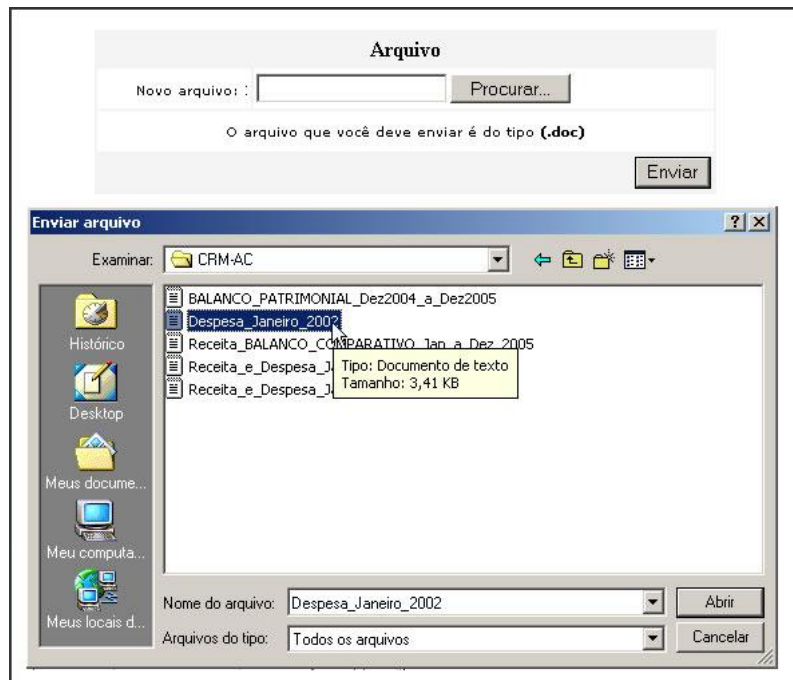 Arquivo
Novo arquivo: :
Procurar...
O arquivo que você deve enviar é do tipo (.doc)
Enviar
Enviar arquivo
Examinar:
CRM-AC
Histórico
Desktop
Meus docume...
Meu computa...
Meus locais d...
BALANCO_PATRIMONIAL_Dez2004_a_Dez2005
Despesa_Janeiro_2002
Receita_BALANCO_COMPARATIVO_Jan_a_Dez_2005
Receita_e_Despesa_J
Receita_e_Despesa_J
Tipo: Documento de texto
Tamanho: 3,41 KB
Nome do arquivo:
Despesa_Janeiro_2002
Abrir
Arquivos do tipo:
Todos os arquivos
Cancelar